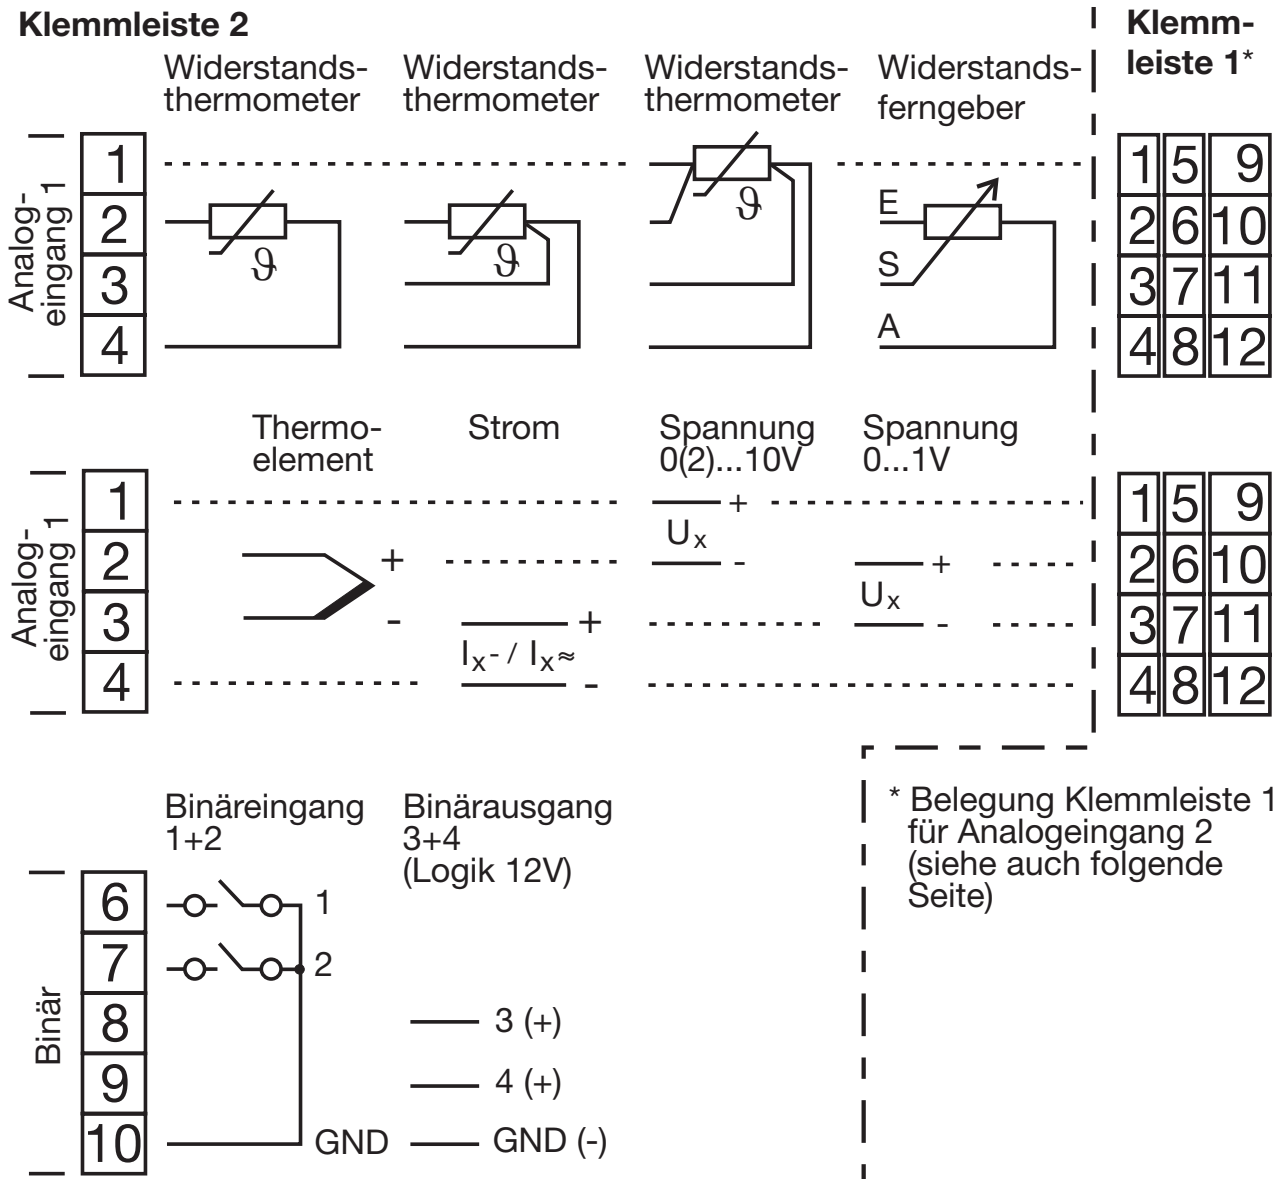 Klemmleiste 2
Klemm-
leiste 1*
Widerstands-
thermometer
Widerstands-
thermometer
Widerstands-
thermometer
Widerstands-
ferngeber
Analog-
eingang 1
1
2
3
4
ϑ
ϑ
ϑ
E
S
A
1 5 9
2 6 10
3 7 11
4 8 12
Thermo-
element
Strom
Spannung
0(2)...10V
Spannung
0...1V
Analog-
eingang 1
1
2
3
4
+
-
+
Ix- / Ix≈
-
+
Ux
-
+
Ux
-
1 5 9
2 6 10
3 7 11
4 8 12
* Belegung Klemmleiste 1
für Analogeingang 2
(siehe auch folgende
Seite)
Binäreingang
1+2
Binärausgang
3+4
(Logik 12V)
Binär
6
7
8
9
10
1
2
GND
3 (+)
4 (+)
GND (-)